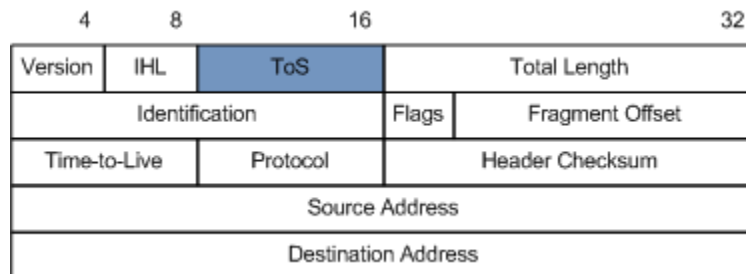 4 8 16 32
Version IHL ToS Total Length
Identification Flags Fragment Offset
Time-to-Live Protocol Header Checksum
Source Address
Destination Address